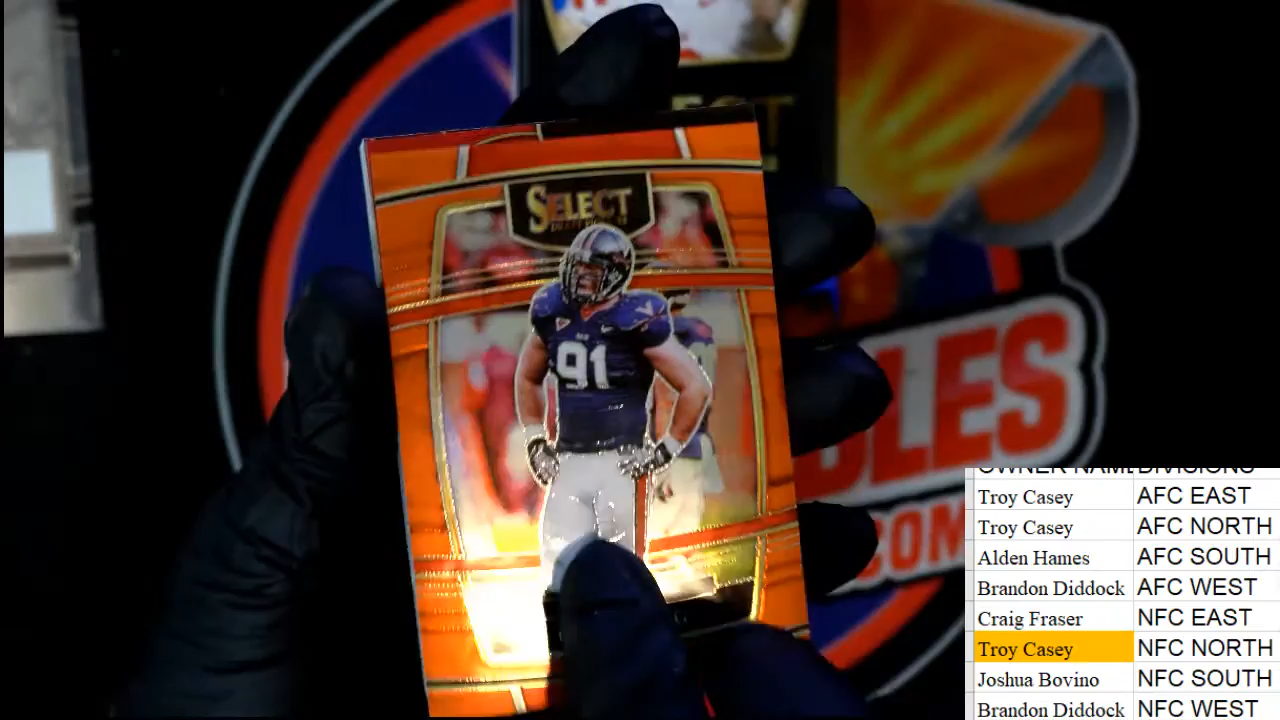 SELECT
91
OWNER NAME DIVISIONS
Troy Casey AFC EAST
Troy Casey AFC NORTH
Alden Hames AFC SOUTH
Brandon Diddock AFC WEST
Craig Fraser NFC EAST
Troy Casey NFC NORTH
Joshua Bovino NFC SOUTH
Brandon Diddock NFC WEST